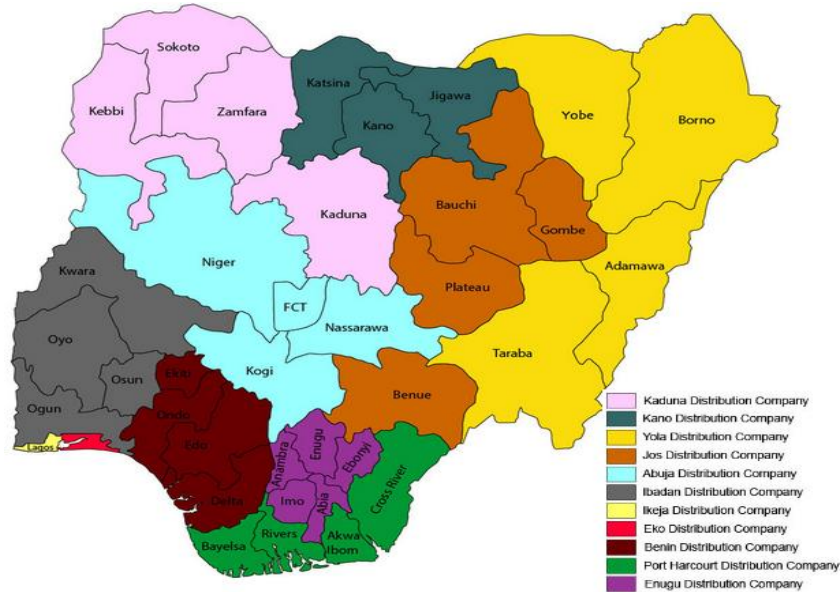 Sokoto
Kebbi
Zamfara
Katsina
Jigawa
Kano
Yobe
Borno
Kaduna
Bauchi
Gombe
Adamawa
Niger
Plateau
Kwara
FCT
Nassarawa
Oyo
Taraba
Kogi
Osun
Ekiti
Benue
Ogun
Ondo
Lagos
Edo
Anambra
Enugu
Ebonyi
Delta
Imo
Abia
Cross River
Bayelsa
Rivers
Akwa
Ibom
Kaduna Distribution Company
Kano Distribution Company
Yola Distribution Company
Jos Distribution Company
Abuja Distribution Company
Ibadan Distribution Company
Ikeja Distribution Company
Eko Distribution Company
Benin Distribution Company
Port Harcourt Distribution Company
Enugu Distribution Company